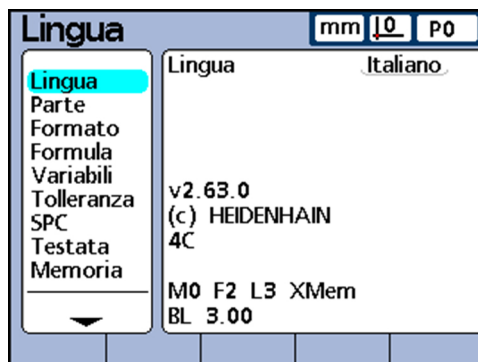 Lingua mm 0 P0
Lingua
Parte
Formato
Formula
Variabili
Tolleranza
SPC
Testata
Memoria
Lingua Italiano
v2.63.0
(c) HEIDENHAIN
4C
M0 F2 L3 XMem
BL 3.00